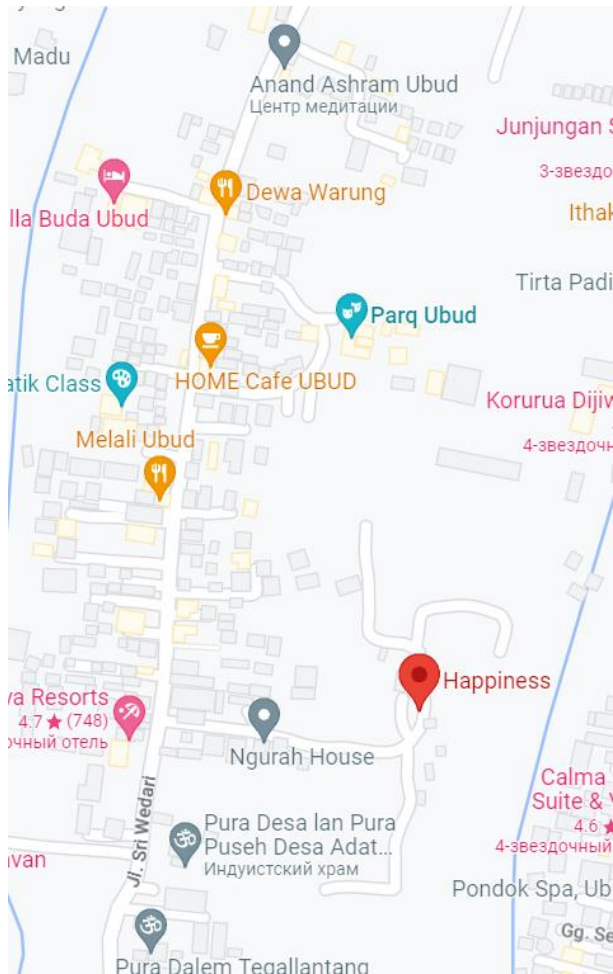 Madu
Anand Ashram Ubud
Центр медитации
Junjungan S
3-звездо
Dewa Warung
lla Buda Ubud
Ithak
Tirta Padi
Parq Ubud
HOME Cafe UBUD
atik Class
Korurua Dijiw
4-звездочн
Melali Ubud
Happiness
va Resorts
4.7 ★ (748)
очный отель
Ngurah House
Jl. Sri Wedari
Calma
Suite & V
4.6 ★
4-звездочный
Pura Desa lan Pura
Puseh Desa Adat...
Индуистский храм
avan
Pondok Spa, Ub
Gg. Se
Pura Dalem Tegallantang